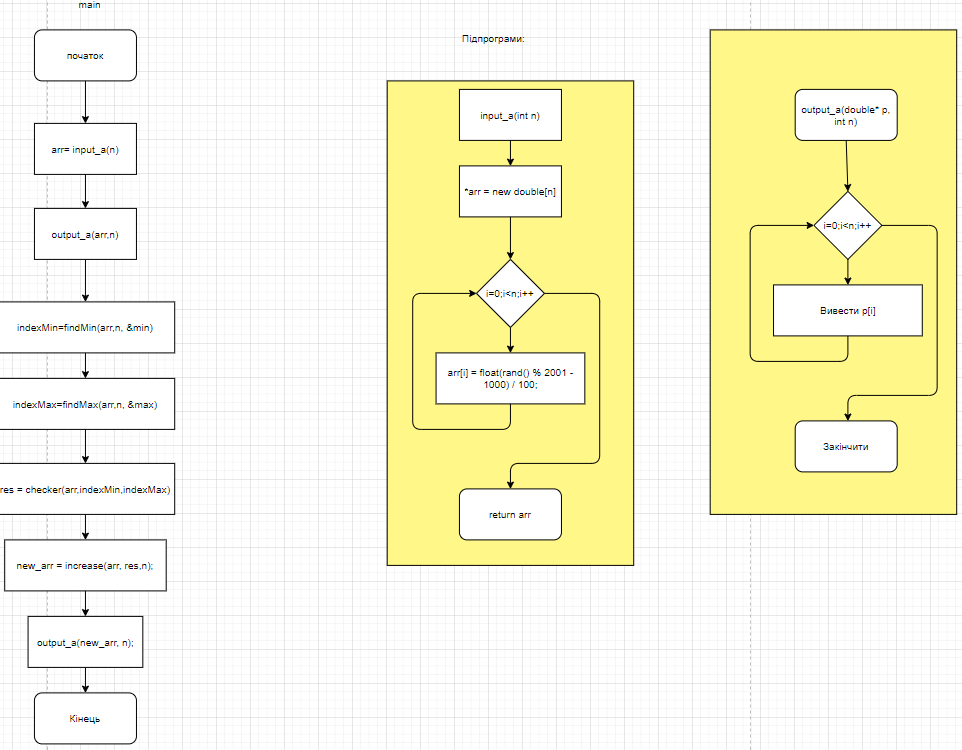 main
початок
arr= input_a(n)
output_a(arr,n)
indexMin=findMin(arr,n, &min)
indexMax=findMax(arr,n, &max)
res = checker(arr,indexMin,indexMax)
new_arr = increase(arr, res,n);
output_a(new_arr, n);
Кінець
Підпрограми:
input_a(int n)
*arr = new double[n]
i=0;i<n;i++
arr[i] = float(rand() % 2001 -
1000) / 100;
return arr
output_a(double* p,
int n)
i=0;i<n;i++
Вивести p[i]
Закінчити